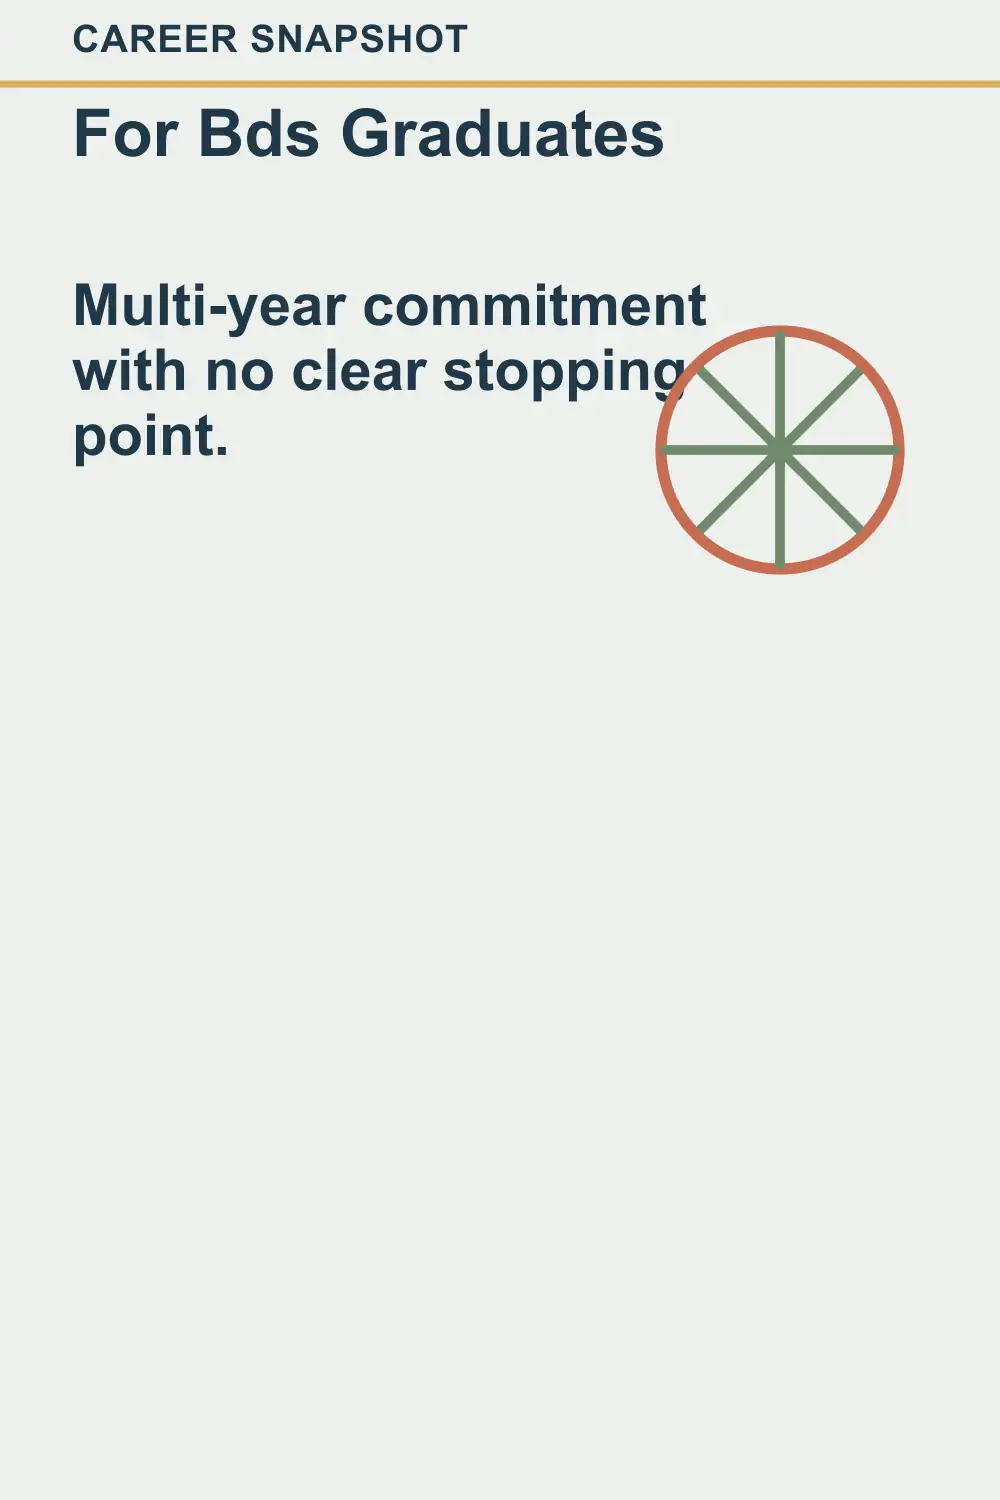 CAREER SNAPSHOT
For Bds Graduates
Multi-year commitment
with no clear stopping
point.